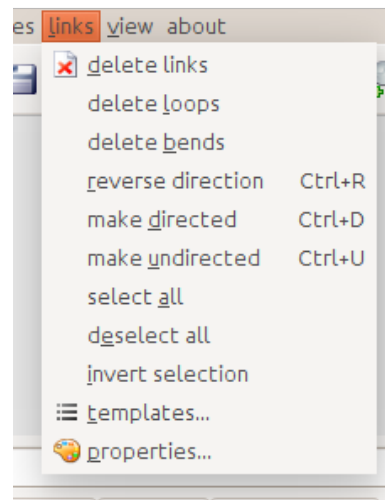 es links view about
delete links
delete loops
delete bends
reverse direction Ctrl+R
make directed Ctrl+D
make undirected Ctrl+U
select all
deselect all
invert selection
templates...
properties...